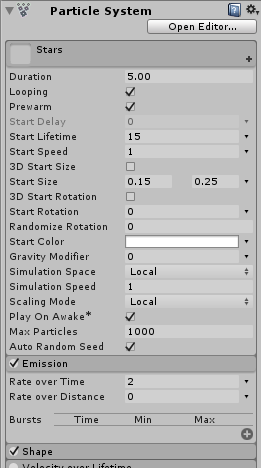 Particle System
Open Editor...
Stars
Duration 5.00
Looping
Prewarm
Start Delay 0
Start Lifetime 15
Start Speed 1
3D Start Size
Start Size 0.15 0.25
3D Start Rotation
Start Rotation 0
Randomize Rotation 0
Start Color
Gravity Modifier 0
Simulation Space Local
Simulation Speed 1
Scaling Mode Local
Play On Awake*
Max Particles 1000
Auto Random Seed
Emission
Rate over Time 2
Rate over Distance 0
Bursts Time Min Max
Shape
Velocity over Lifetime